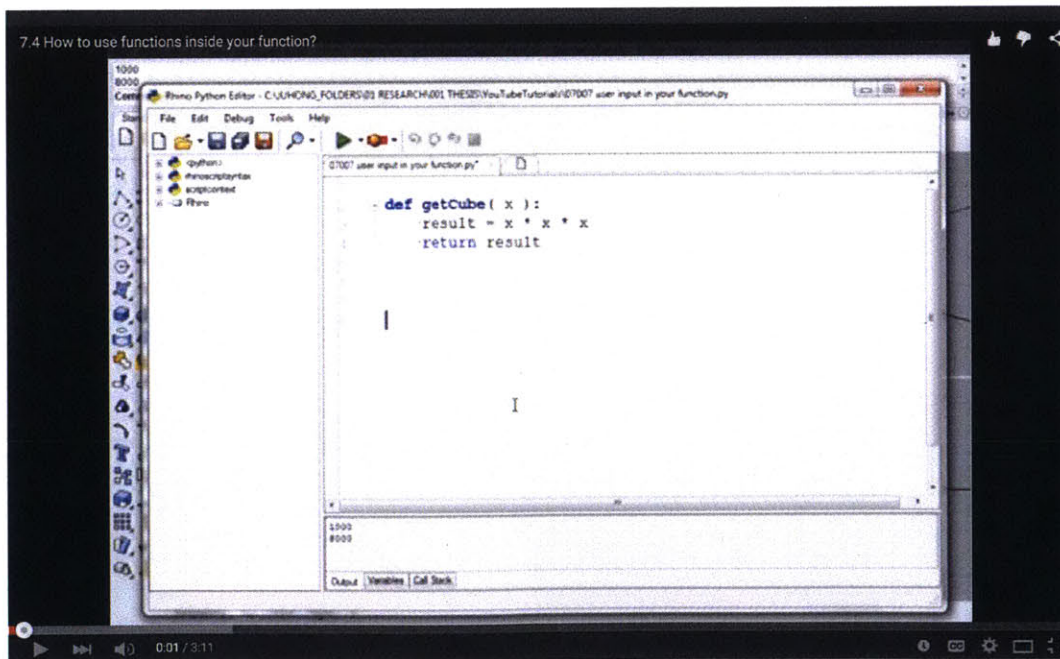 7.4 How to use functions inside your function?
1000
8000
Rhino Python Editor - C:\JUHONG_FOLDERS\01 RESEARCH\001 THESIS\YouTubeTutorials\07007 user input in your function.py
File Edit Debug Tools Help
<python>
rhinoscriptsyntax
scriptcontext
Rhino
07007 user input in your function.py*
def getCube( x ):
result = x * x * x
return result
1000
8000
Output Variables Call Stack
0:01 / 3:11
CC